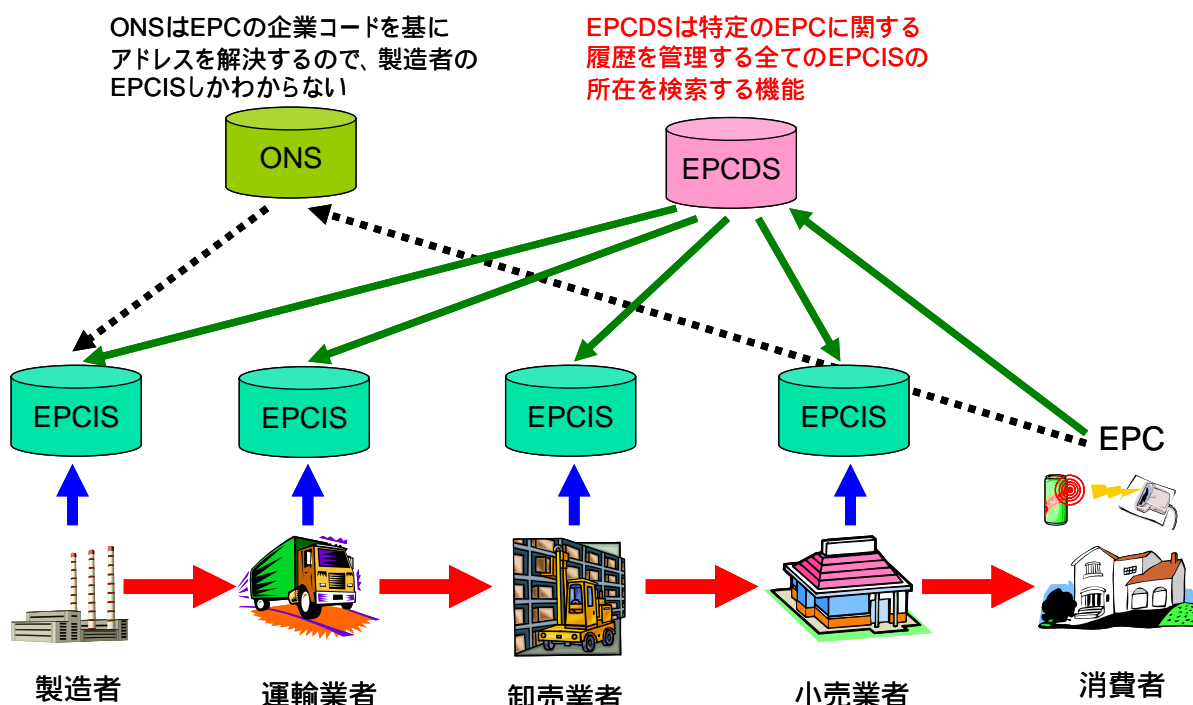 ONSはEPCの企業コードを基に
アドレスを解決するので、製造者の
EPCISしかわからない
EPCDSは特定のEPCに関する
履歴を管理する全てのEPCISの
所在を検索する機能
ONS
EPCDS
EPCIS
EPCIS
EPCIS
EPCIS
EPC
製造者
運輸業者
卸売業者
小売業者
消費者